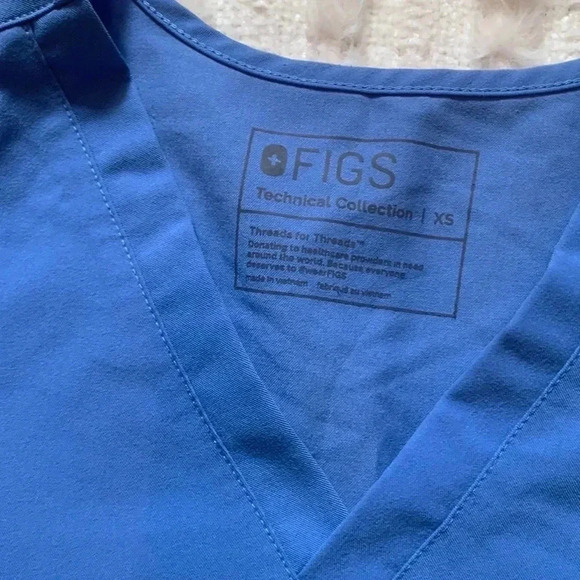 FIGS
Technical Collection | XS
Threads for Threads™
Donating to healthcare providers in need
around the world. Because everyone
deserves to #wearFIGS
made in vietnam fabriqué au vietnam